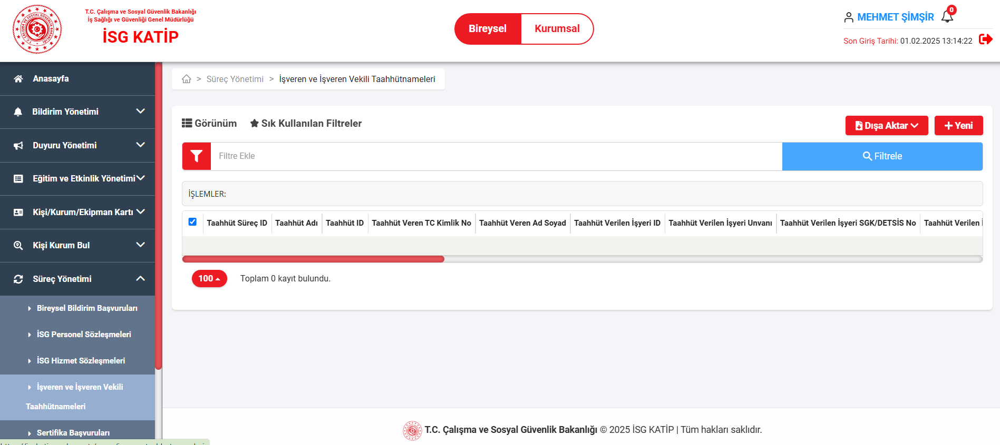 T.C. Çalışma ve Sosyal Güvenlik Bakanlığı
İş Sağlığı ve Güvenliği Genel Müdürlüğü
İSG KATİP
Bireysel
Kurumsal
MEHMET ŞİMŞİR
0
Son Giriş Tarihi: 01.02.2025 13:14:22
Anasayfa
Bildirim Yönetimi
Duyuru Yönetimi
Eğitim ve Etkinlik Yönetimi
Kişi/Kurum/Ekipman Kartı
Kişi Kurum Bul
Süreç Yönetimi
Bireysel Bildirim Başvuruları
İSG Personel Sözleşmeleri
İSG Hizmet Sözleşmeleri
İşveren ve İşveren Vekili
Taahhütnameleri
Sertifika Başvuruları
> Süreç Yönetimi > İşveren ve İşveren Vekili Taahhütnameleri
Görünüm
Sık Kullanılan Filtreler
Dışa Aktar
Yeni
Filtre Ekle
Filtrele
İŞLEMLER:
Taahhüt Süreç ID
Taahhüt Adı
Taahhüt ID
Taahhüt Veren TC Kimlik No
Taahhüt Veren Ad Soyad
Taahhüt Verilen İşyeri ID
Taahhüt Verilen İşyeri Unvanı
Taahhüt Verilen İşyeri SGK/DETSİS No
Taahhüt Verilen
100
Toplam 0 kayıt bulundu.
T.C. Çalışma ve Sosyal Güvenlik Bakanlığı © 2025 İSG KATİP | Tüm hakları saklıdır.